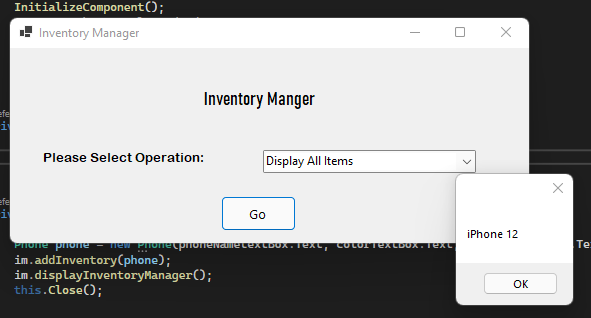 InitializeComponent();
Inventory Manager
Inventory Manger
Please Select Operation:
Display All Items
Go
iPhone 12
OK
Phone phone = new Phone(phoneNameTextBox.Text, ColorTextBox.Text,
im.addInventory(phone);
im.displayInventoryManager();
this.Close();